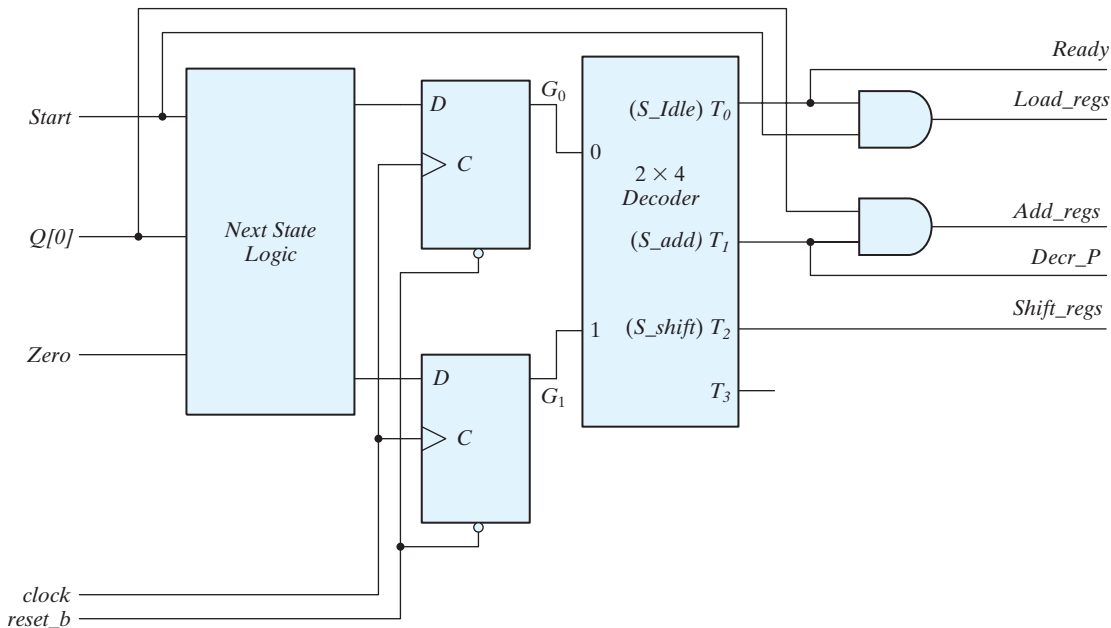 Ready
G0
D
(S_Idle) T0
Load_regs
Start
0
C
2 × 4
Decoder
Add_regs
Q[0]
Next State
Logic
(S_add) T1
Decr_P
Shift_regs
1
(S_shift) T2
Zero
D
G1
T3
C
clock
reset_b